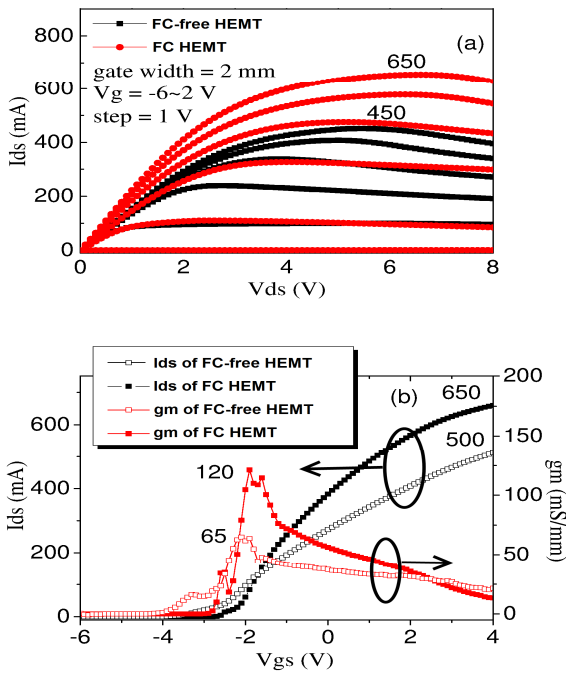 800
600
400
200
0
Ids (mA)
FC-free HEMT
FC HEMT
(a)
gate width = 2 mm
Vg = -6~2 V
step = 1 V
650
450
0 2 4 6 8
Vds (V)
Ids of FC-free HEMT
Ids of FC HEMT
gm of FC-free HEMT
gm of FC HEMT
(b)
650
500
120
65
600
400
200
0
Ids (mA)
200
150
100
50
0
gm (mS/mm)
-6 -4 -2 0 2 4
Vgs (V)